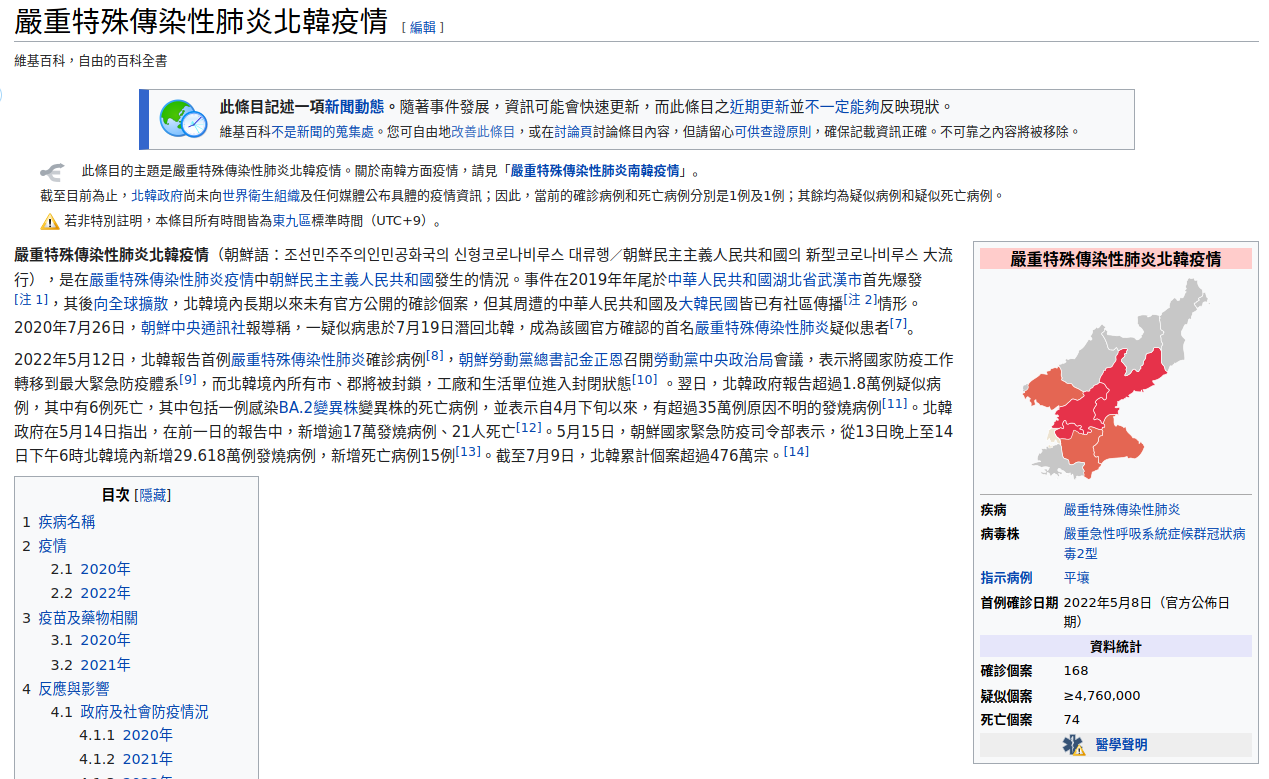 嚴重特殊傳染性肺炎北韓疫情 [ 編輯 ]
維基百科，自由的百科全書
此條目記述一項新聞動態。隨著事件發展，資訊可能會快速更新，而此條目之近期更新並不一定能夠反映現狀。
維基百科不是新聞的蒐集處。您可自由地改善此條目，或在討論頁討論條目內容，但請留心可供查證原則，確保記載資訊正確。不可靠之內容將被移除。
此條目的主題是嚴重特殊傳染性肺炎北韓疫情。關於南韓方面疫情，請見「嚴重特殊傳染性肺炎南韓疫情」。
截至目前為止，北韓政府尚未向世界衛生組織及任何媒體公布具體的疫情資訊；因此，當前的確診病例和死亡病例分別是1例及1例；其餘均為疑似病例和疑似死亡病例。
若非特別註明，本條目所有時間皆為東九區標準時間（UTC+9）。
嚴重特殊傳染性肺炎北韓疫情（朝鮮語：조선민주주의인민공화국의 신형코로나비루스 대류행／朝鮮民主主義人民共和國의 新型코로나비루스 大流
行），是在嚴重特殊傳染性肺炎疫情中朝鮮民主主義人民共和國發生的情況。事件在2019年年尾於中華人民共和國湖北省武漢市首先爆發
[注 1]，其後向全球擴散，北韓境內長期以來未有官方公開的確診個案，但其周遭的中華人民共和國及大韓民國皆已有社區傳播[注 2]情形。
2020年7月26日，朝鮮中央通訊社報導稱，一疑似病患於7月19日潛回北韓，成為該國官方確認的首名嚴重特殊傳染性肺炎疑似患者[7]。
2022年5月12日，北韓報告首例嚴重特殊傳染性肺炎確診病例[8]，朝鮮勞動黨總書記金正恩召開勞動黨中央政治局會議，表示將國家防疫工作
轉移到最大緊急防疫體系[9]，而北韓境內所有市、郡將被封鎖，工廠和生活單位進入封閉狀態[10] 。翌日，北韓政府報告超過1.8萬例疑似病
例，其中有6例死亡，其中包括一例感染BA.2變異株變異株的死亡病例，並表示自4月下旬以來，有超過35萬例原因不明的發燒病例[11]。北韓
政府在5月14日指出，在前一日的報告中，新增逾17萬發燒病例、21人死亡[12]。5月15日，朝鮮國家緊急防疫司令部表示，從13日晚上至14
日下午6時北韓境內新增29.618萬例發燒病例，新增死亡病例15例[13]。截至7月9日，北韓累計個案超過476萬宗。[14]
目次 [隱藏]
1 疾病名稱
2 疫情
2.1 2020年
2.2 2022年
3 疫苗及藥物相關
3.1 2020年
3.2 2021年
4 反應與影響
4.1 政府及社會防疫情況
4.1.1 2020年
4.1.2 2021年
嚴重特殊傳染性肺炎北韓疫情
疾病 嚴重特殊傳染性肺炎
病毒株 嚴重急性呼吸系統症候群冠狀病
毒2型
指示病例 平壤
首例確診日期 2022年5月8日（官方公佈日
期）
資料統計
確診個案 168
疑似個案 ≥4,760,000
死亡個案 74
醫學聲明